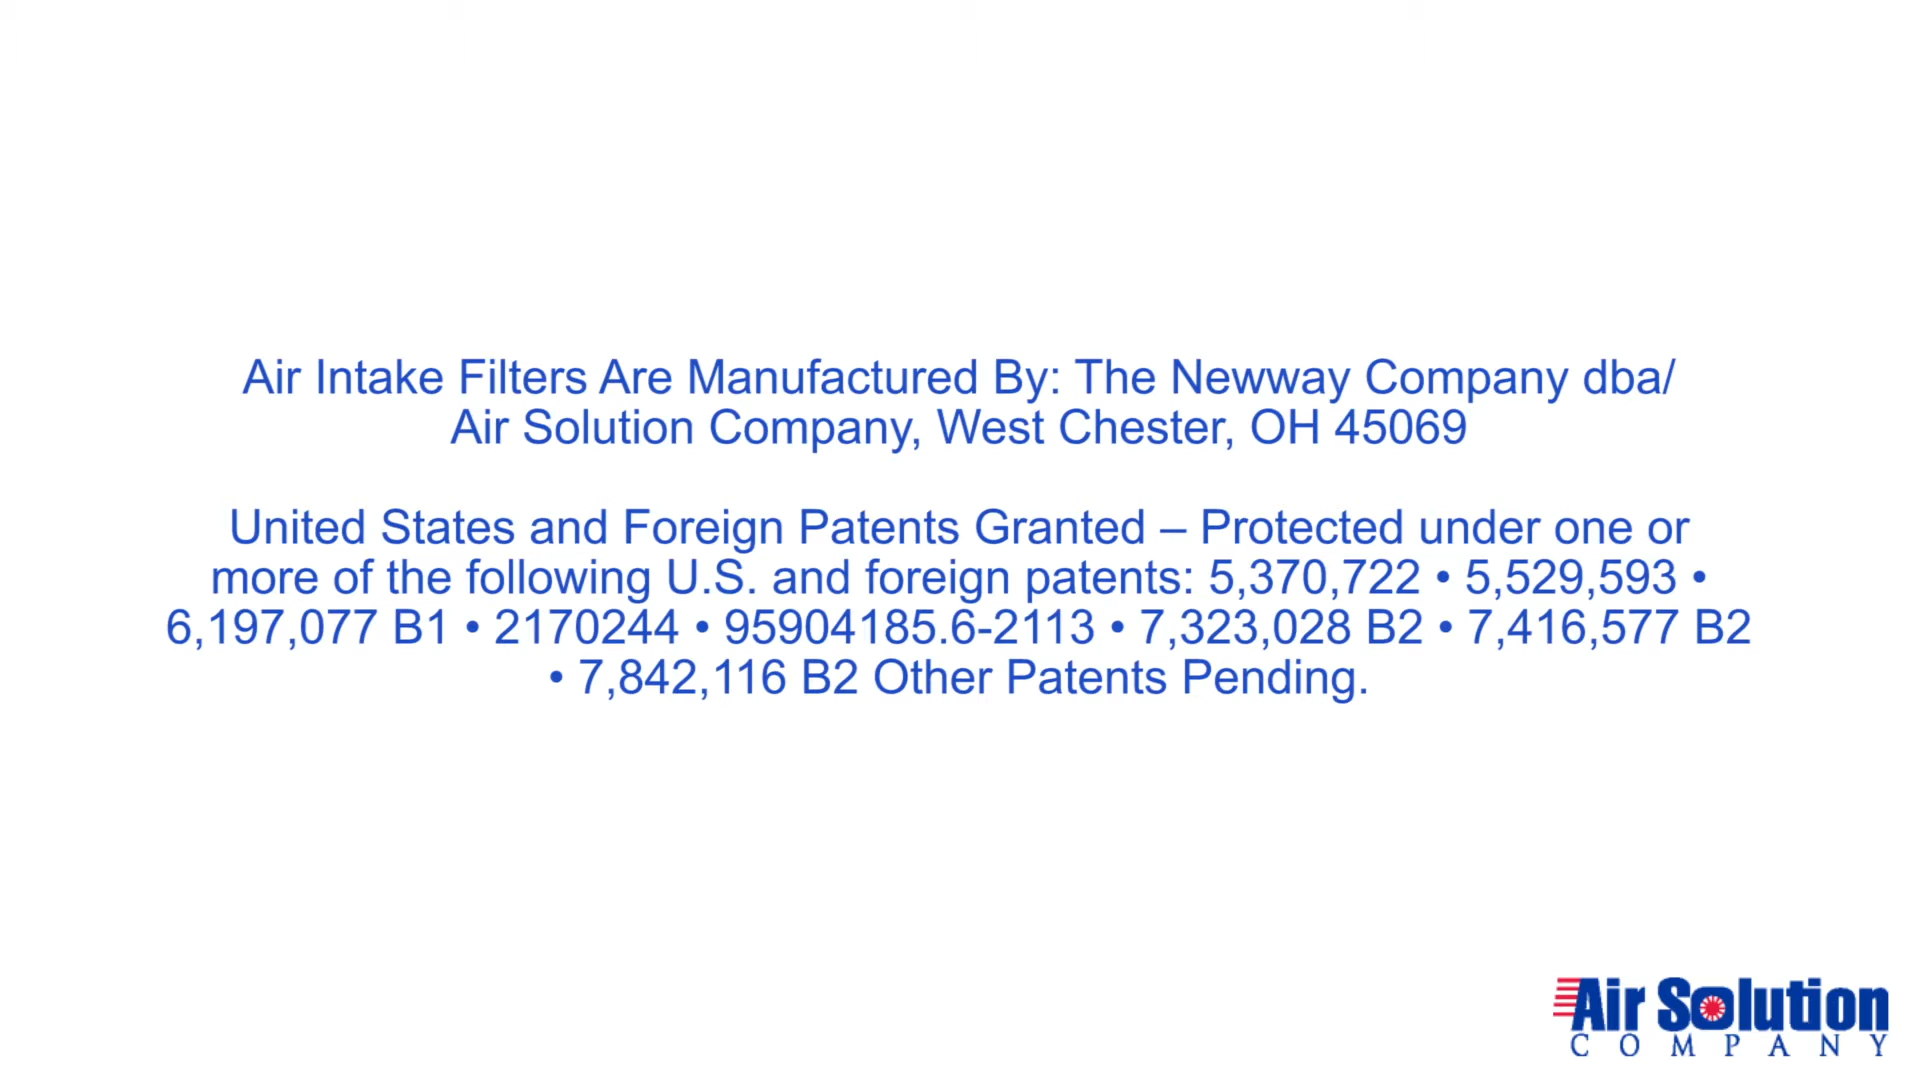 Air Intake Filters Are Manufactured By: The Newway Company dba/
Air Solution Company, West Chester, OH 45069
United States and Foreign Patents Granted – Protected under one or
more of the following U.S. and foreign patents: 5,370,722 • 5,529,593 •
6,197,077 B1 • 2170244 • 95904185.6-2113 • 7,323,028 B2 • 7,416,577 B2
• 7,842,116 B2 Other Patents Pending.
Air Solution
COMPANY